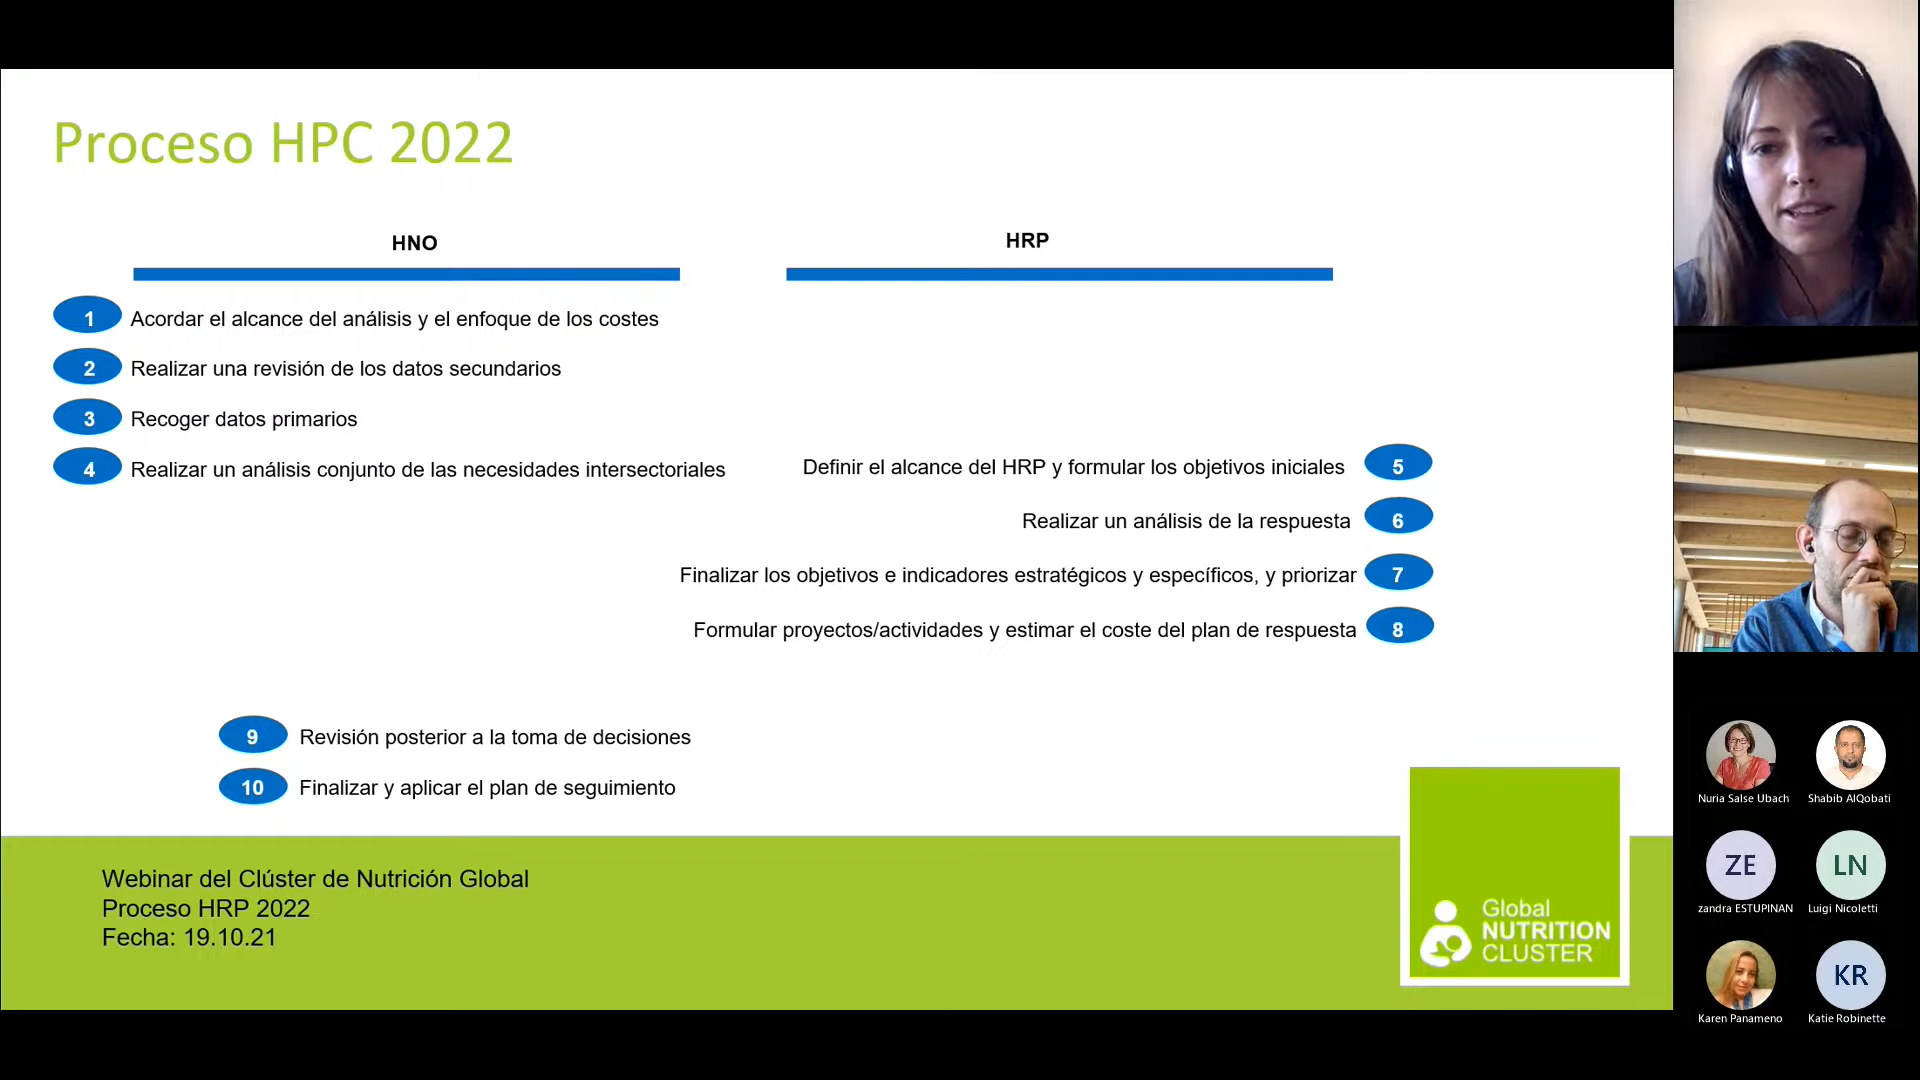 Proceso HPC 2022
HNO
HRP
1 Acordar el alcance del análisis y el enfoque de los costes
2 Realizar una revisión de los datos secundarios
3 Recoger datos primarios
4 Realizar un análisis conjunto de las necesidades intersectoriales
Definir el alcance del HRP y formular los objetivos iniciales 5
Realizar un análisis de la respuesta 6
Finalizar los objetivos e indicadores estratégicos y específicos, y priorizar 7
Formular proyectos/actividades y estimar el coste del plan de respuesta 8
9 Revisión posterior a la toma de decisiones
10 Finalizar y aplicar el plan de seguimiento
Webinar del Clúster de Nutrición Global
Proceso HRP 2022
Fecha: 19.10.21
Global
NUTRITION
CLUSTER
Nuria Salse Ubach
Shabib AlQobati
ZE
LN
zandra ESTUPINAN
Luigi Nicoletti
KR
Karen Panameno
Katie Robinette